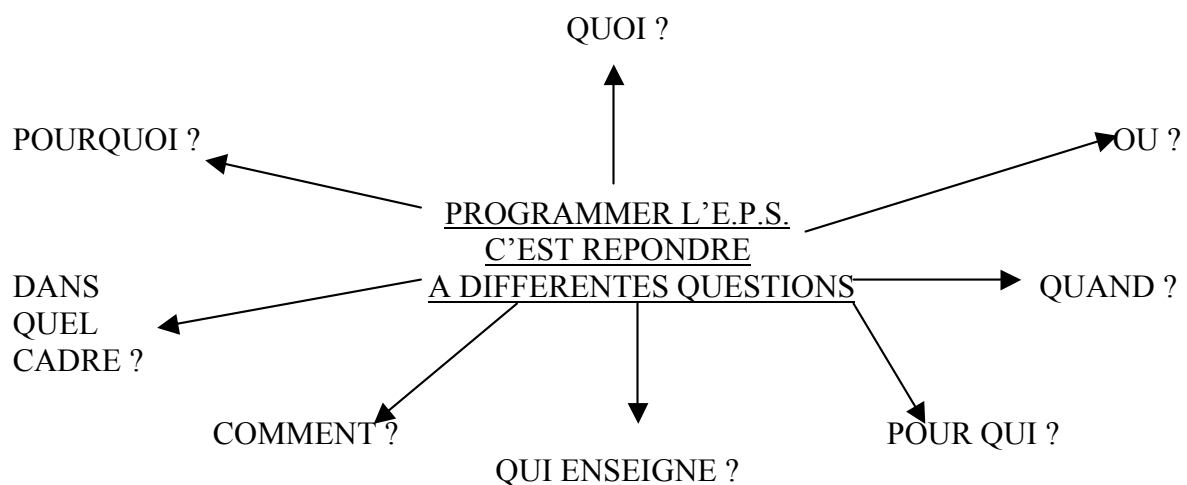 QUOI ?
POURQUOI ?
OU ?
PROGRAMMER L’E.P.S.
C’EST REPONDRE
A DIFFERENTES QUESTIONS
DANS
QUEL
CADRE ?
QUAND ?
COMMENT ?
POUR QUI ?
QUI ENSEIGNE ?